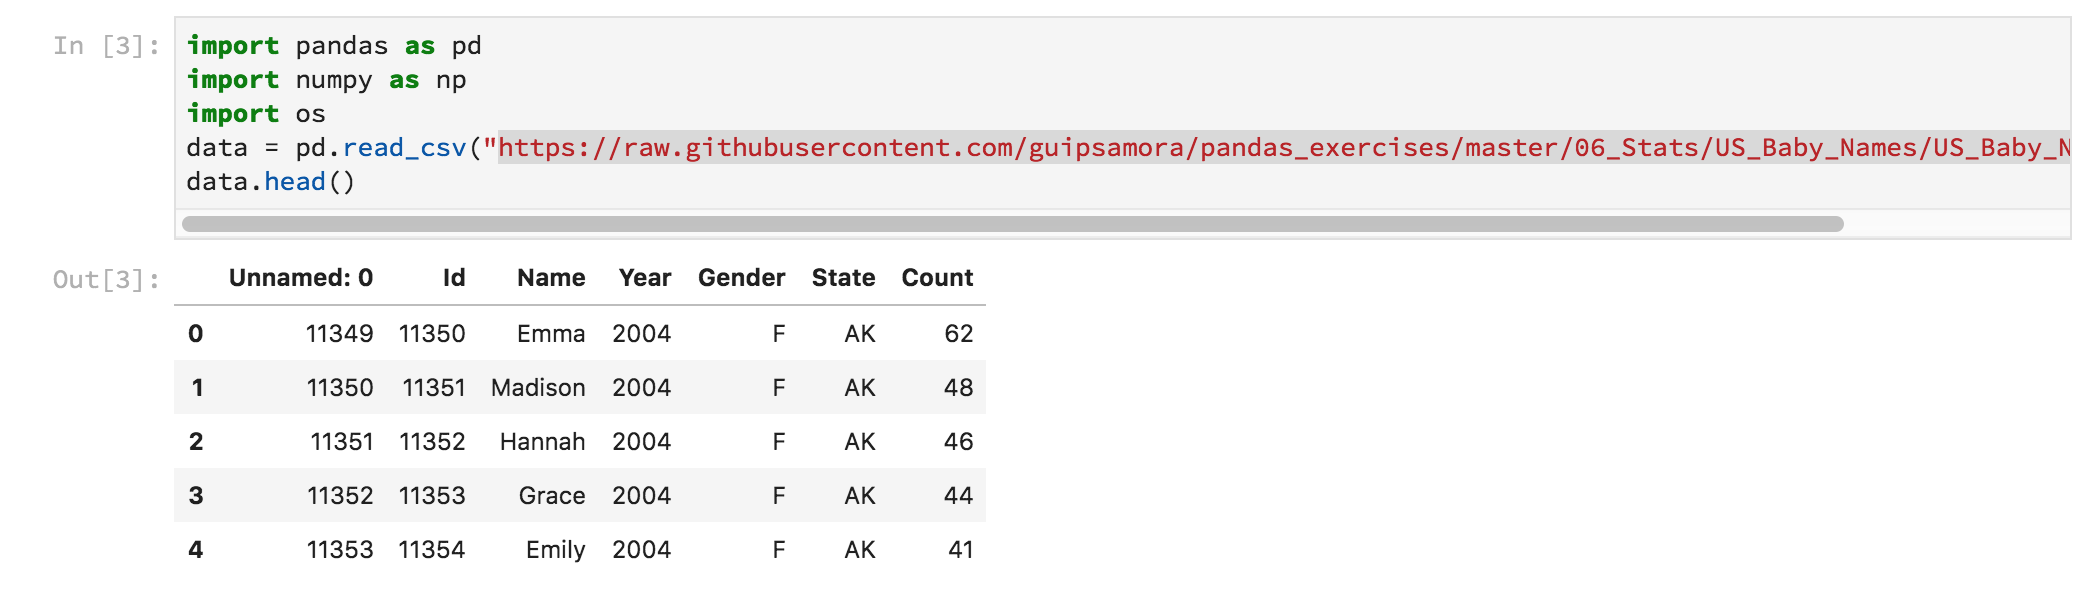 In [3]:
import pandas as pd
import numpy as np
import os
data = pd.read_csv("https://raw.githubusercontent.com/guipsamora/pandas_exercises/master/06_Stats/US_Baby_Names/US_Baby_N
data.head()
Out[3]:
Unnamed: 0 Id Name Year Gender State Count
0 11349 11350 Emma 2004 F AK 62
1 11350 11351 Madison 2004 F AK 48
2 11351 11352 Hannah 2004 F AK 46
3 11352 11353 Grace 2004 F AK 44
4 11353 11354 Emily 2004 F AK 41